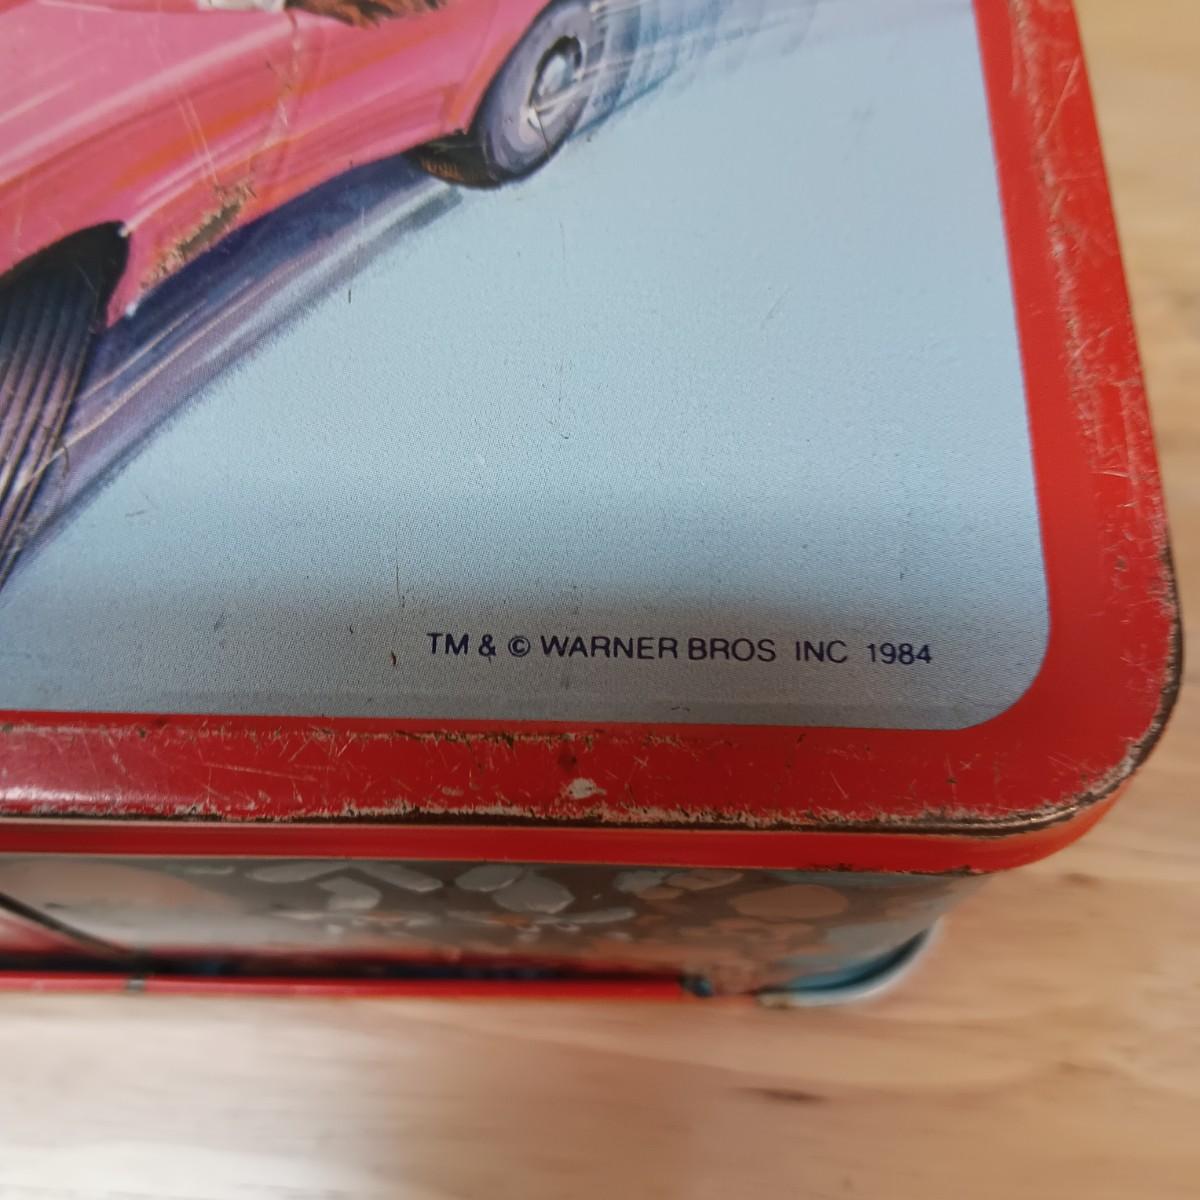 TM & © WARNER BROS INC 1984